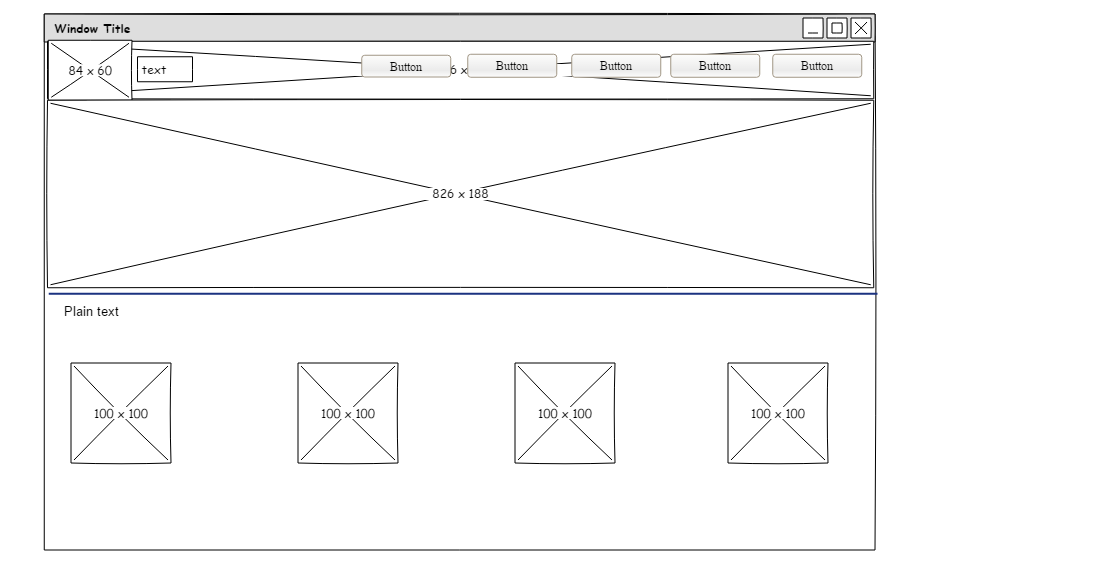 Window Title
84 x 60
text
Button
6 x
Button
Button
Button
Button
826 x 188
Plain text
100 x 100
100 x 100
100 x 100
100 x 100